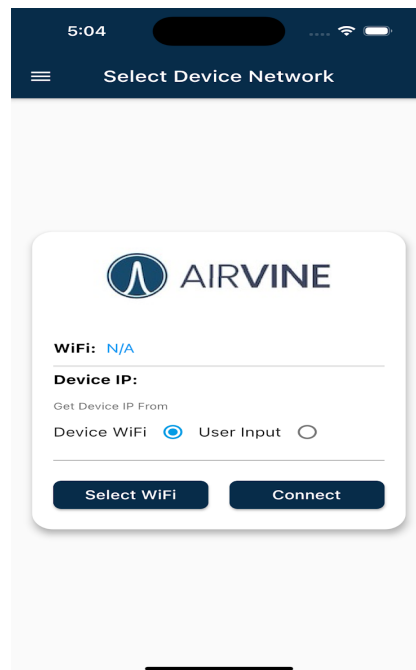 5:04
Select Device Network
AIRVINE
WiFi: N/A
Device IP:
Get Device IP From
Device WiFi User Input
Select WiFi Connect